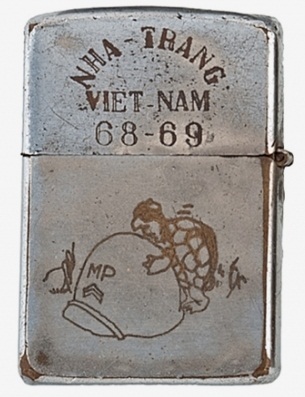 NHA-TRANG
VIET-NAM
68-69
MP